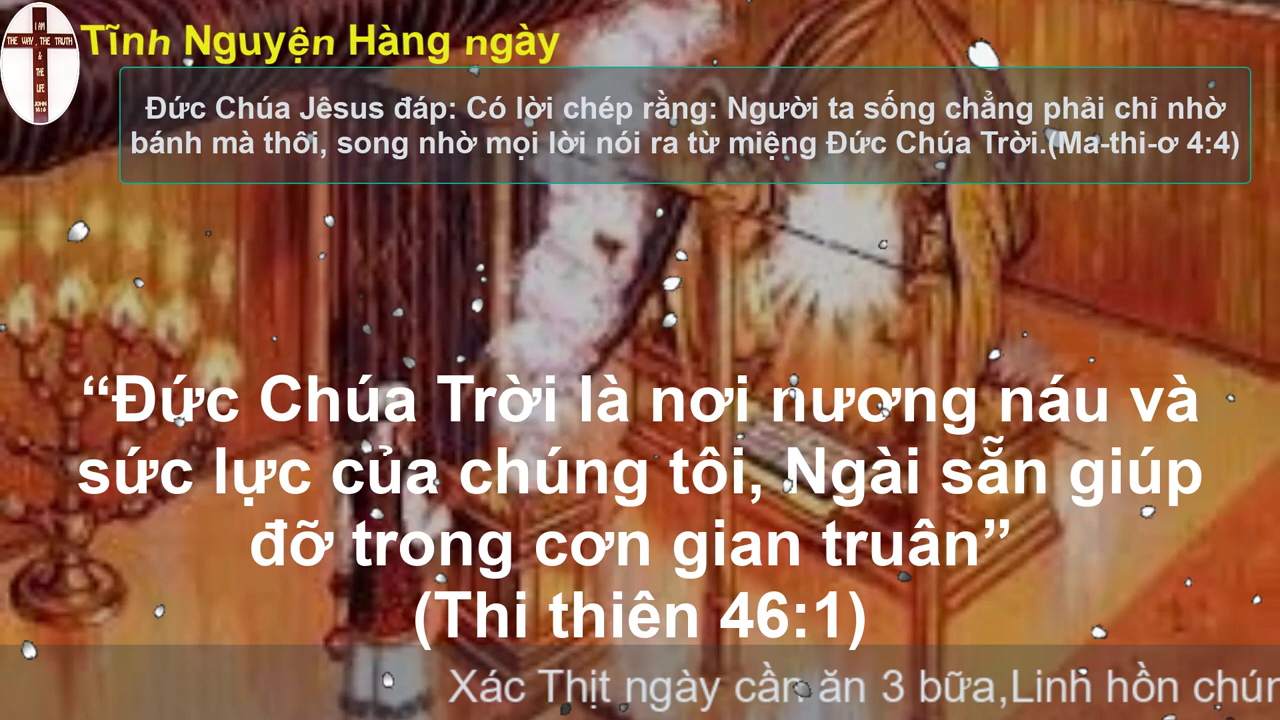 I AM
THE WAY, THE TRUTH
&
THE
LIFE
JOHN
Tĩnh Nguyện Hàng ngày
Đức Chúa Jêsus đáp: Có lời chép rằng: Người ta sống chẳng phải chỉ nhờ
bánh mà thôi, song nhờ mọi lời nói ra từ miệng Đức Chúa Trời.(Ma-thi-ơ 4:4)
“Đức Chúa Trời là nơi nương náu và
sức lực của chúng tôi, Ngài sẵn giúp
đỡ trong cơn gian truân”
(Thi thiên 46:1)
Xác Thịt ngày cần ăn 3 bữa,Linh hồn